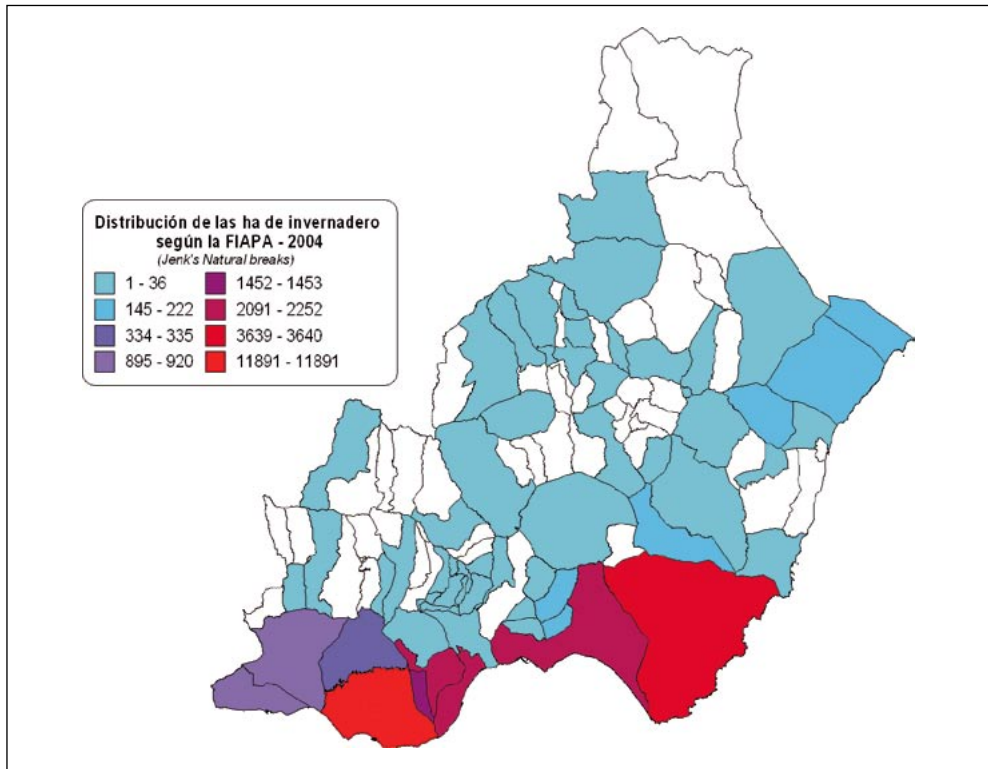 Distribución de las ha de invernadero
según la FIAPA - 2004
(Jenk's Natural breaks)
1 - 36
145 - 222
334 - 335
895 - 920
1452 - 1453
2091 - 2252
3639 - 3640
11891 - 11891